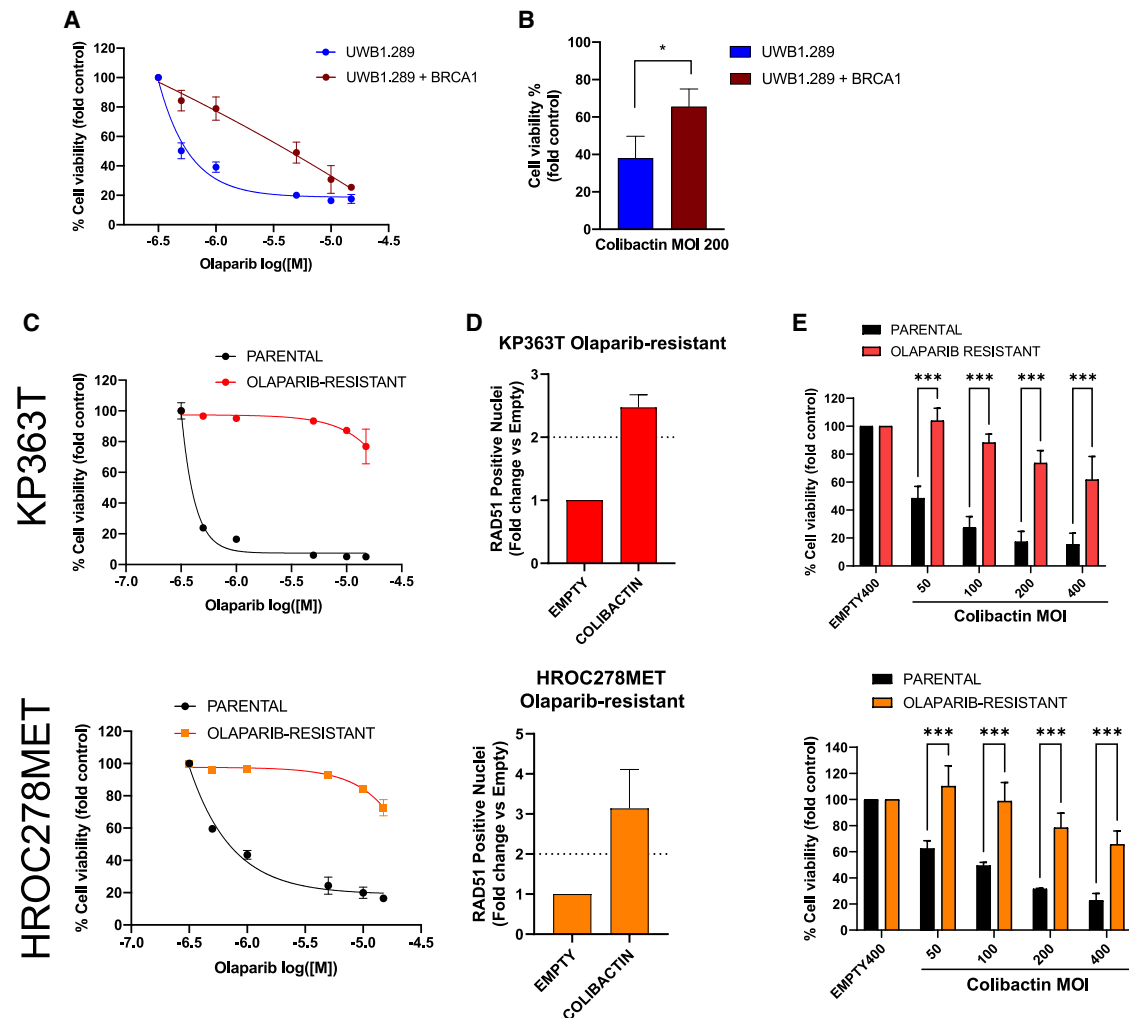 A
UWB1.289
UWB1.289 + BRCA1
% Cell viability (fold control)
120
100
80
60
40
20
0
-6.5
-6.0
-5.5
-5.0
-4.5
Olaparib log([M])
B
*
UWB1.289
UWB1.289 + BRCA1
Cell viability %
(fold control)
100
80
60
40
20
0
Colibactin MOI 200
KP363T
C
PARENTAL
OLAPARIB-RESISTANT
% Cell viability (fold control)
120
100
80
60
40
20
0
-7.0
-6.5
-6.0
-5.5
-5.0
-4.5
Olaparib log([M])
D
KP363T Olaparib-resistant
RAD51 Positive Nuclei
(Fold change vs Empty)
3
2
1
0
EMPTY
COLIBACTIN
E
PARENTAL
OLAPARIB RESISTANT
*** *** *** ***
% Cell viability (fold control)
140
120
100
80
60
40
20
0
EMPTY400
50
100
200
400
Colibactin MOI
HROC278MET
PARENTAL
OLAPARIB-RESISTANT
% Cell viability (fold control)
120
100
80
60
40
20
0
-7.0
-6.5
-6.0
-5.5
-5.0
-4.5
Olaparib log([M])
HROC278MET
Olaparib-resistant
RAD51 Positive Nuclei
(Fold change vs Empty)
5
4
3
2
1
0
EMPTY
COLIBACTIN
PARENTAL
OLAPARIB-RESISTANT
*** *** *** ***
% Cell viability (fold control)
140
120
100
80
60
40
20
0
EMPTY400
50
100
200
400
Colibactin MOI